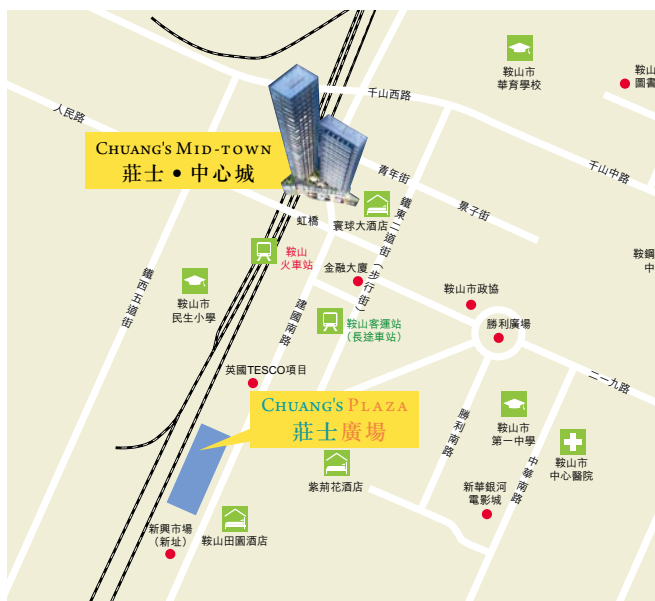 鞍山市
華育學校
鞍山
圖書
千山西路
人民路
CHUANG'S MID-TOWN
莊士•中心城
青年街
千山中路
景子街
鐵東二道街(步行街)
虹橋
寰球大酒店
鞍山
火車站
金融大廈
鞍鋼
中
鞍山市
民生小學
鐵西五道街
建國南路
鞍山市政協
鞍山客運站
(長途車站)
勝利廣場
英國TESCO項目
二一九路
CHUANG'S PLAZA
莊士廣場
勝利南路
鞍山市
第一中學
中華南路
鞍山市
中心醫院
紫荊花酒店
新華銀河
電影城
新興市場
(新址)
鞍山田園酒店